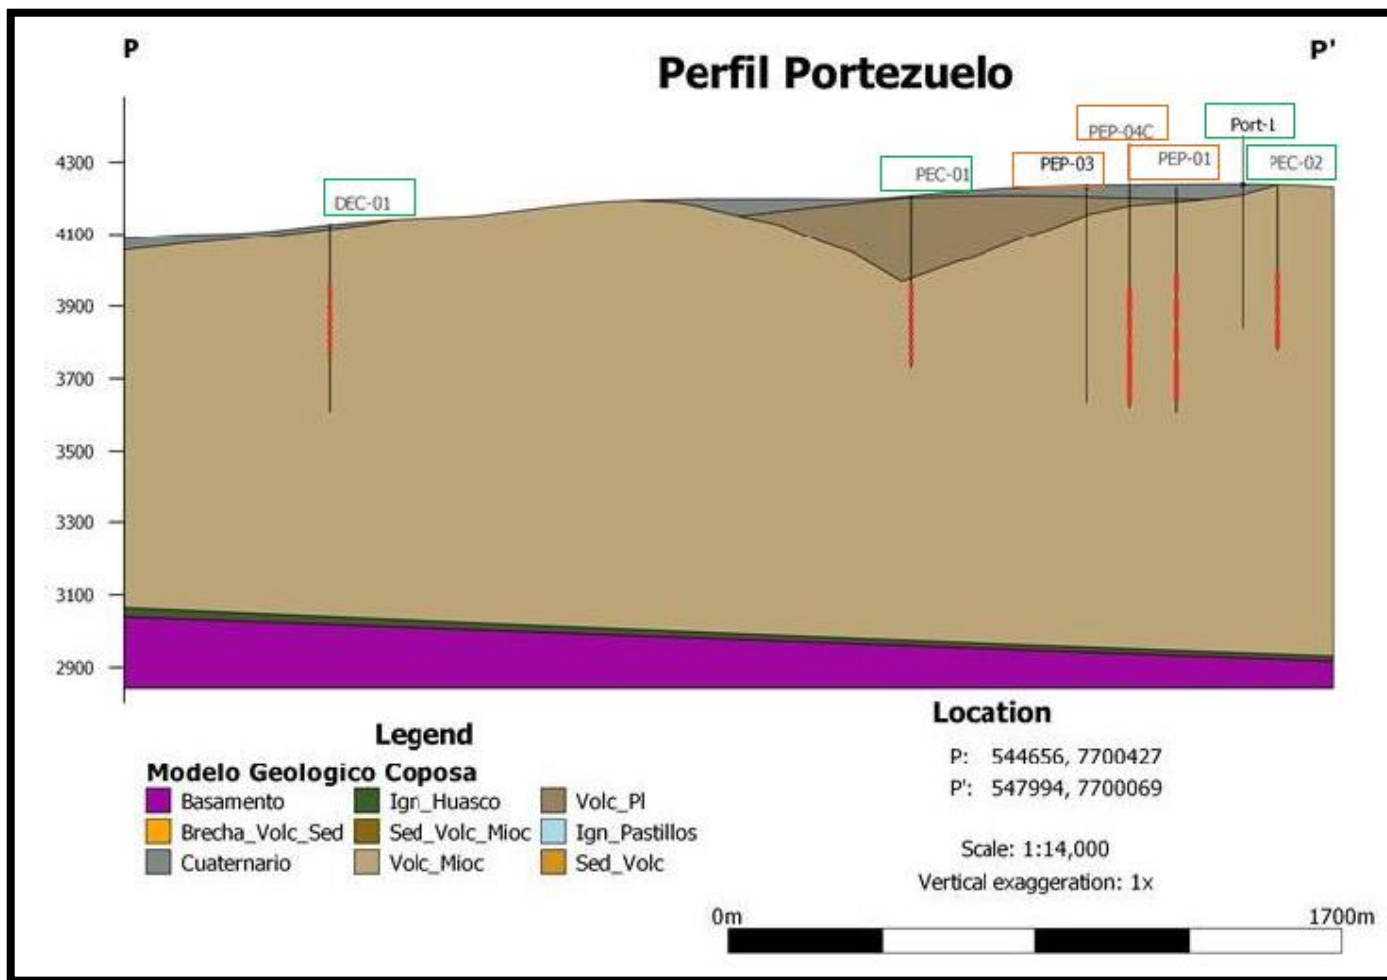 P
P'
Perfil Portezuelo
PEP-04C
Port-1
PEP-03
PEP-01
PEC-02
PEC-01
DEC-01
4300
4100
3900
3700
3500
3300
3100
2900
Legend
Modelo Geologico Coposa
Basamento
Ign_Huasco
Volc_Pl
Brecha_Volc_Sed
Sed_Volc_Mioc
Ign_Pastillos
Cuaternario
Volc_Mioc
Sed_Volc
Location
P: 544656, 7700427
P': 547994, 7700069
Scale: 1:14,000
Vertical exaggeration: 1x
0m
1700m